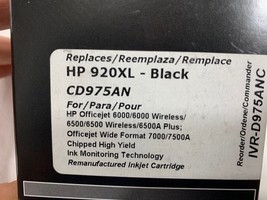 Replaces/Reemplaza/Remplace
HP 920XL - Black
CD975AN
For/Para/Pour
HP Officejet 6000/6000 Wireless/
6500/6500 Wireless/6500A Plus;
Officejet Wide Format 7000/7500A
Chipped High Yield
Ink Monitoring Technology
Remanufactured Inkjet Cartridge
Reorder/Ordene/Commander
IVR-D975ANC